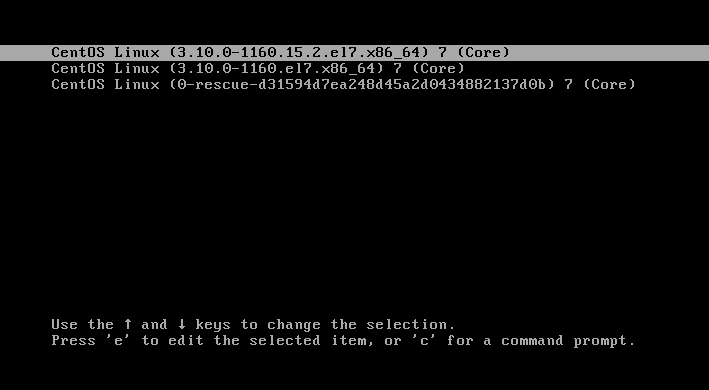 CentOS Linux (3.10.0-1160.15.2.el7.x86_64) 7 (Core)
CentOS Linux (3.10.0-1160.el7.x86_64) 7 (Core)
CentOS Linux (0-rescue-d31594d7ea248d45a2d0434882137d0b) 7 (Core)
Use the ↑ and ↓ keys to change the selection.
Press 'e' to edit the selected item, or 'c' for a command prompt.